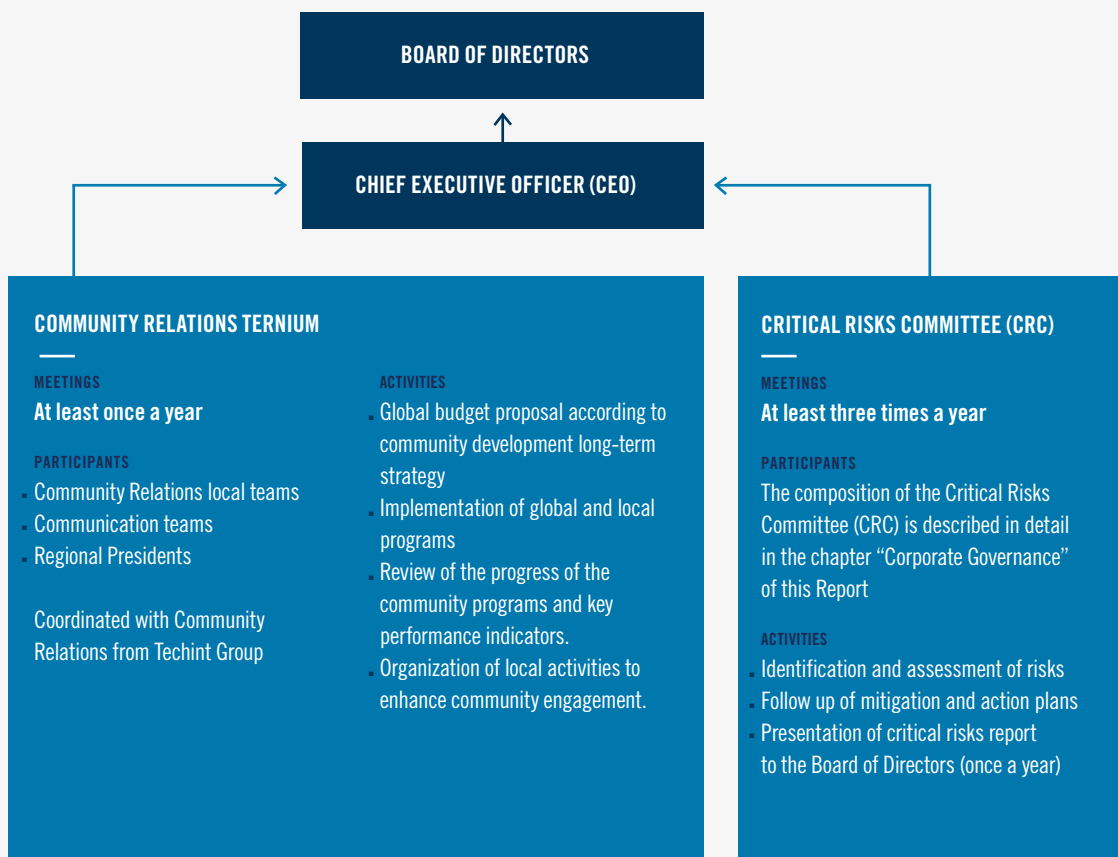 BOARD OF DIRECTORS
CHIEF EXECUTIVE OFFICER (CEO)
COMMUNITY RELATIONS TERNIUM
MEETINGS
At least once a year
PARTICIPANTS
Community Relations local teams
Communication teams
Regional Presidents
Coordinated with Community
Relations from Techint Group
ACTIVITIES
Global budget proposal according to
community development long-term
strategy
Implementation of global and local
programs
Review of the progress of the
community programs and key
performance indicators.
Organization of local activities to
enhance community engagement.
CRITICAL RISKS COMMITTEE (CRC)
MEETINGS
At least three times a year
PARTICIPANTS
The composition of the Critical Risks
Committee (CRC) is described in detail
in the chapter “Corporate Governance”
of this Report
ACTIVITIES
Identification and assessment of risks
Follow up of mitigation and action plans
Presentation of critical risks report
to the Board of Directors (once a year)